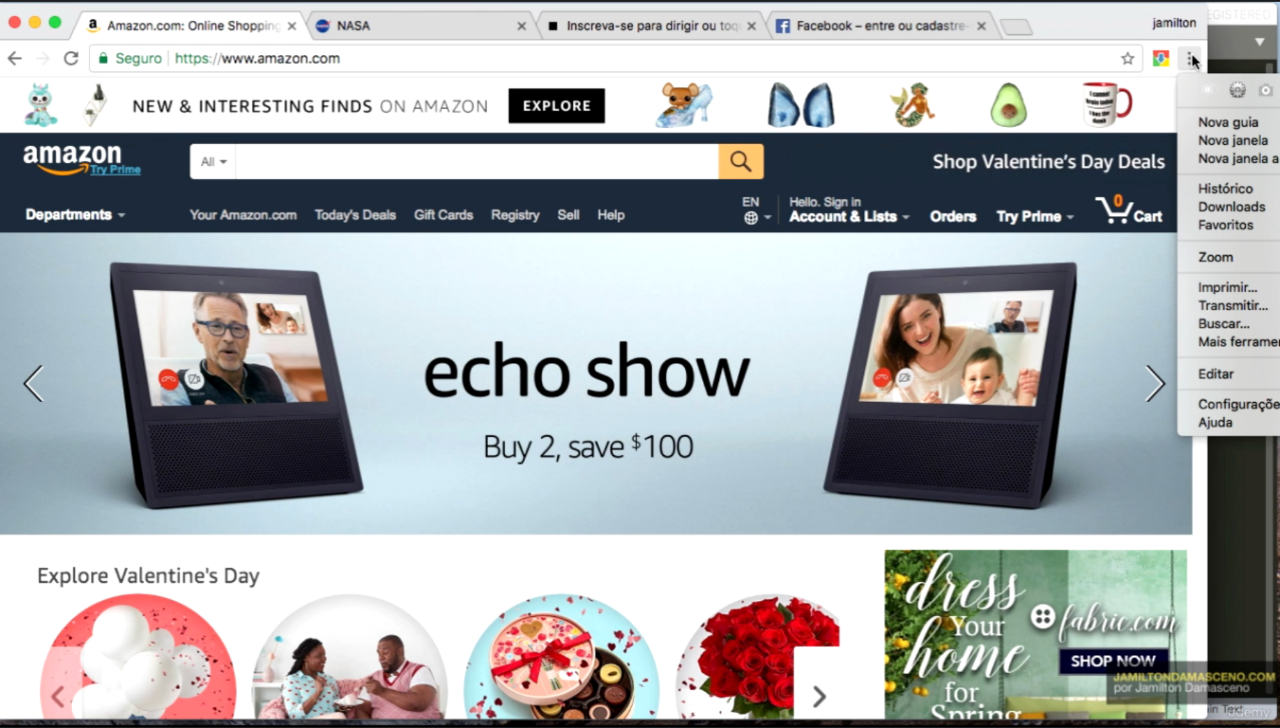 Amazon.com: Online Shopping
NASA
Inscreva-se para dirigir ou toq
Facebook – entre ou cadastre-
jamilton
REGISTERED
Seguro
https://www.amazon.com
NEW & INTERESTING FINDS ON AMAZON
EXPLORE
Nova guia
Nova janela
Nova janela a
Histórico
Downloads
Favoritos
Zoom
Imprimir...
Transmitir...
Buscar...
Mais ferrame
Editar
Configuraçõe
Ajuda
amazon
Try Prime
All
Shop Valentine's Day Deals
Departments
Your Amazon.com
Today's Deals
Gift Cards
Registry
Sell
Help
EN
Hello. Sign in
Account & Lists
Orders
Try Prime
0
Cart
echo show
Buy 2, save $100
Explore Valentine's Day
dress
Your
home
for
Spring
fabric.com
SHOP NOW
JAMILTONDAMASCENO.COM
por Jamilton Damasceno
Text